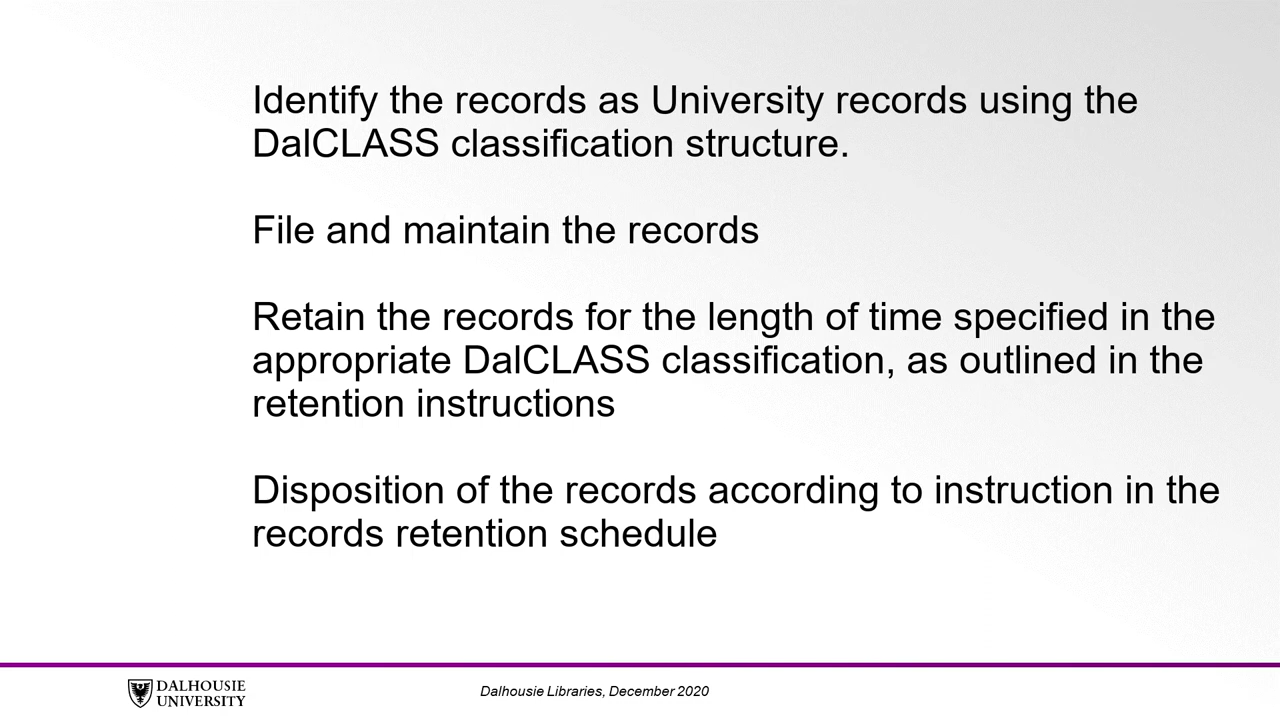 Identify the records as University records using the
DalCLASS classification structure.
File and maintain the records
Retain the records for the length of time specified in the
appropriate DalCLASS classification, as outlined in the
retention instructions
Disposition of the records according to instruction in the
records retention schedule
DALHOUSIE
UNIVERSITY
Dalhousie Libraries, December 2020